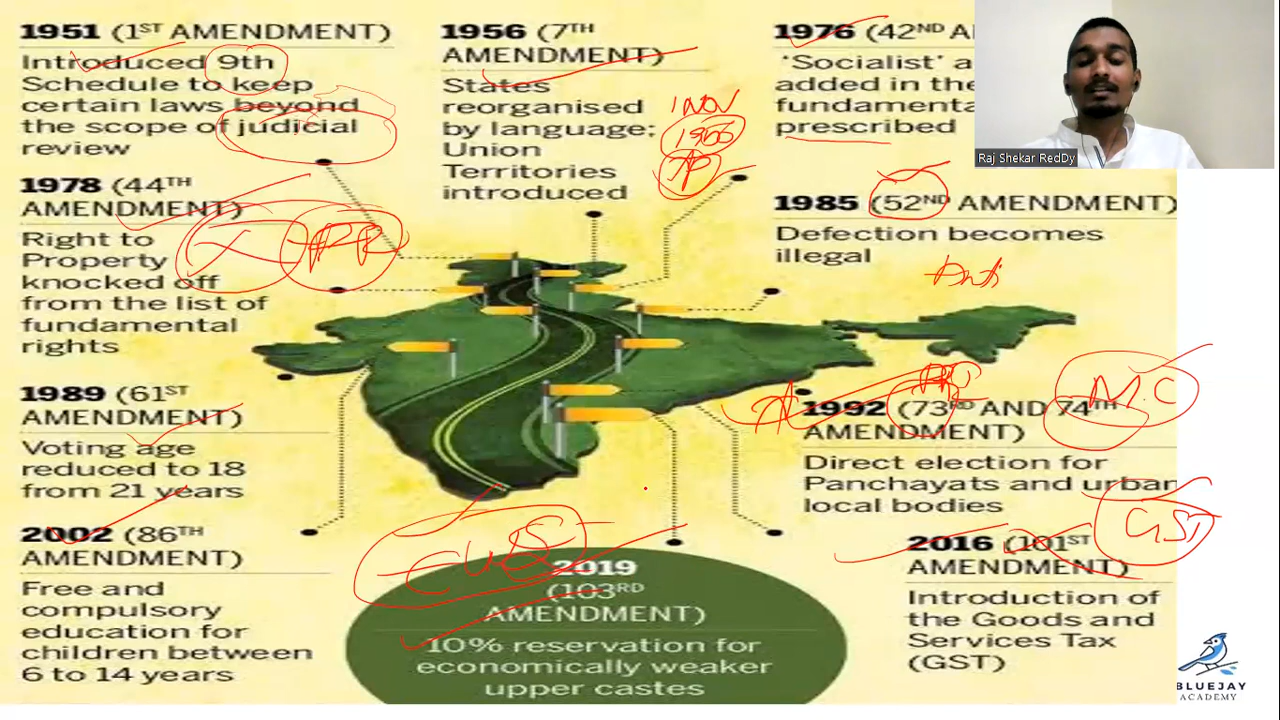 1951 (1ST AMENDMENT)
Introduced 9th
Schedule to keep
certain laws beyond
the scope of judicial
review
1956 (7TH
AMENDMENT)
States
reorganised
by language;
Union
Territories
introduced
1 NOV
1956
AP
1976 (42ND A
'Socialist' a
added in the
fundamenta
prescribed
Raj Shekar RedDy
1978 (44TH
AMENDMENT)
Right to
Property
knocked off
from the list of
fundamental
rights
1985 (52ND AMENDMENT)
Defection becomes
illegal
Anti
1989 (61ST
AMENDMENT)
Voting age
reduced to 18
from 21 years
1992 (73RD AND 74TH
AMENDMENT)
Direct election for
Panchayats and urban
local bodies
M.C
2002 (86TH
AMENDMENT)
Free and
compulsory
education for
children between
6 to 14 years
2019
(103RD
AMENDMENT)
10% reservation for
economically weaker
upper castes
2016 (101ST
AMENDMENT)
Introduction of
the Goods and
Services Tax
(GST)
GST
BLUEJAY
ACADEMY